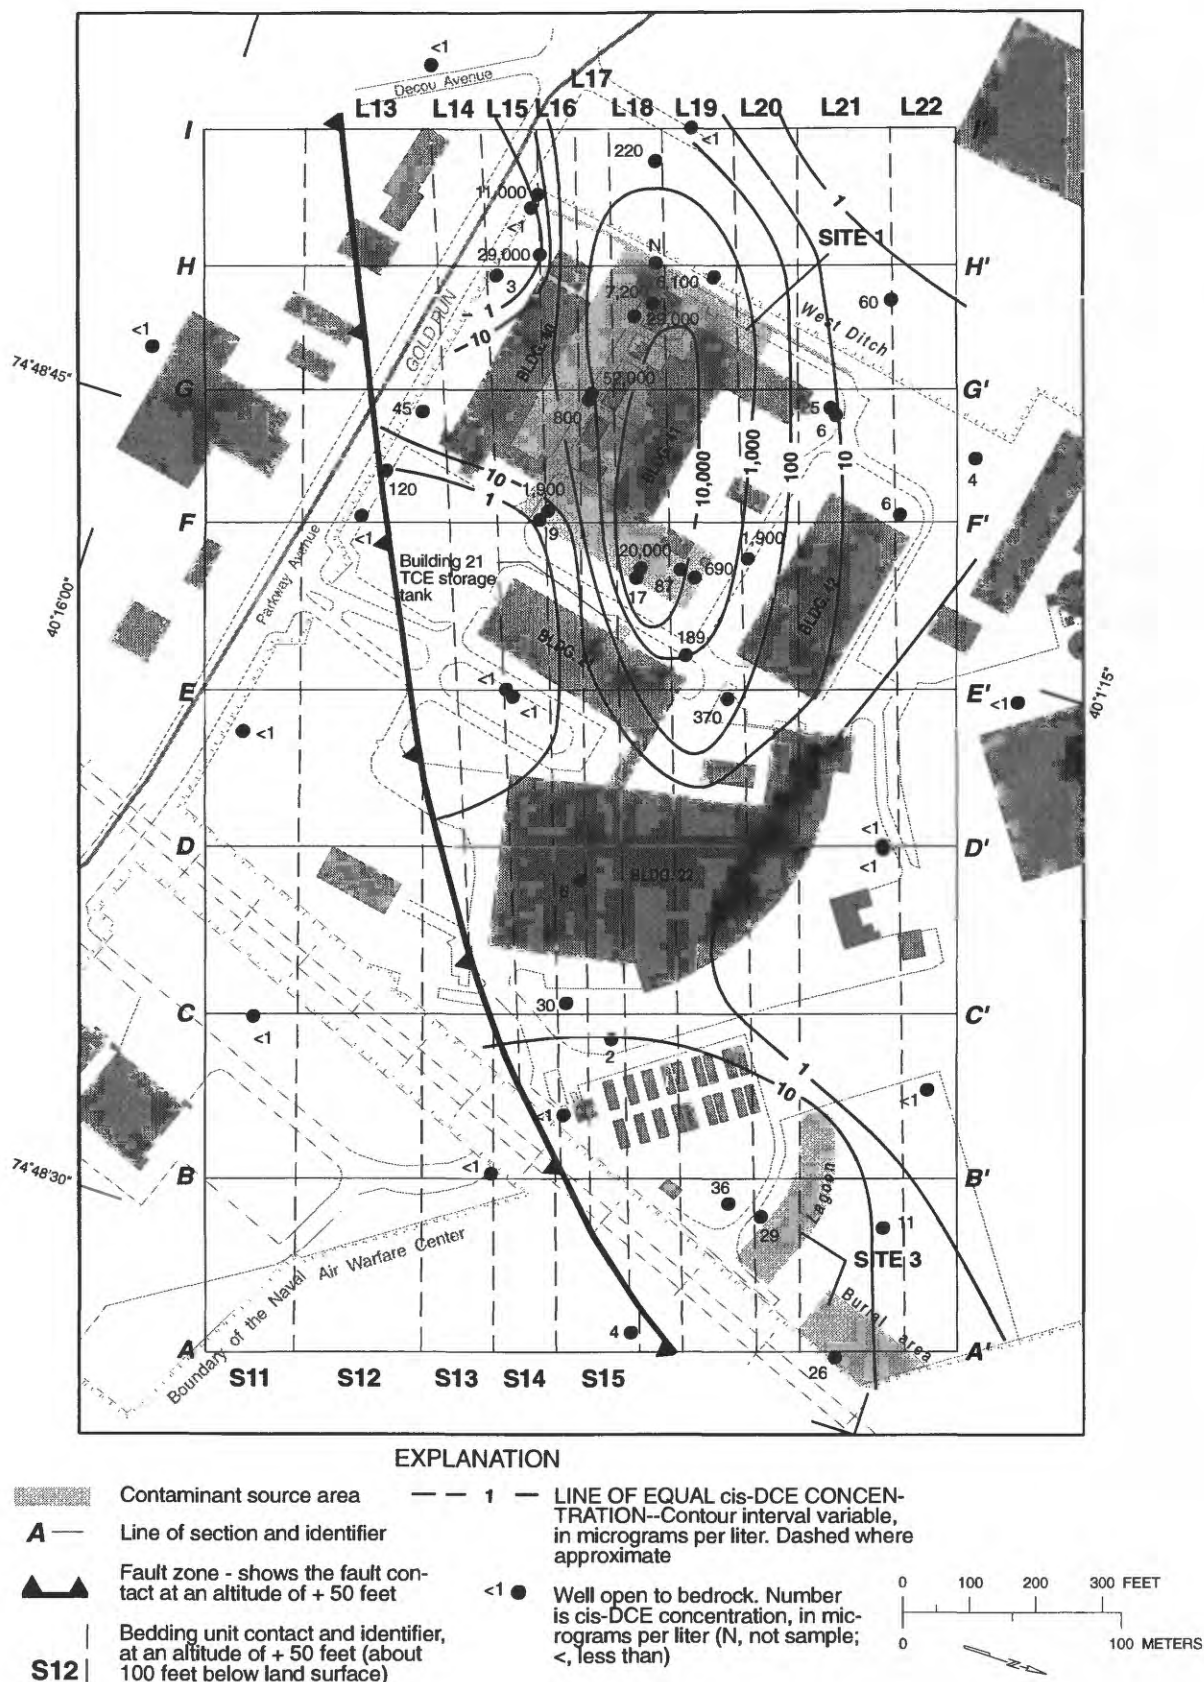 <1
Decou Avenue
L17
L13 L14 L15 L16 L18 L19 L20 L21 L22
I I'
<1
220
11,000
<1
1
SITE 1
N
29,000
H H'
3
6,100
7,200
60
29,000
1
West Ditch
10
GOLD RUN
BLDG. 40
<1
74°48'45"
G G'
52,000
45
800
25
6
BLDG. 41
10,000
1,000
100
10
10
1
4
120
1,900
6
F F'
<1
19
1,900
Building 21
TCE storage
tank
20,000
87
690
17
Parkway Avenue
40°16'00"
BLDG. 42
BLDG. 21
189
<1
E E'
<1
370
<1
40°1'15"
<1
<1
D D'
<1
6
BLDG. 22
30
C C'
<1
2
1
10
<1
<1
74°48'30"
<1
B B'
36
29
Lagoon
11
SITE 3
Boundary of the Naval Air Warfare Center
Burial area
4
A A'
26
S11 S12 S13 S14 S15
EXPLANATION
Contaminant source area
A Line of section and identifier
Fault zone - shows the fault con-
tact at an altitude of + 50 feet
Bedding unit contact and identifier,
at an altitude of + 50 feet (about
100 feet below land surface)
S12
1 LINE OF EQUAL cis-DCE CONCEN-
TRATION--Contour interval variable,
in micrograms per liter. Dashed where
approximate
<1 Well open to bedrock. Number
is cis-DCE concentration, in mic-
rograms per liter (N, not sample;
<, less than)
0 100 200 300 FEET
0 100 METERS
N